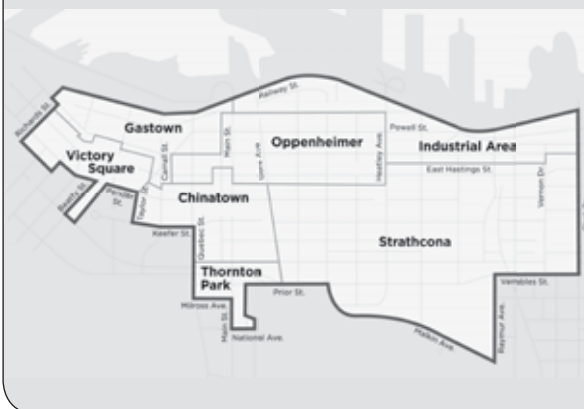 Railway St.
Richards St.
Gastown
Powell St.
Main St.
Oppenheimer
Heatley Ave.
Industrial Area
Carrall St.
Victory
Square
East Hastings St.
Vernon Dr.
Beatty St.
Pender
St.
Taylor St.
Chinatown
Keefer St.
Quebec St.
Strathcona
Thornton
Park
Venables St.
Prior St.
Milross Ave.
Main St.
National Ave.
Malkin Ave.
Raymur Ave.